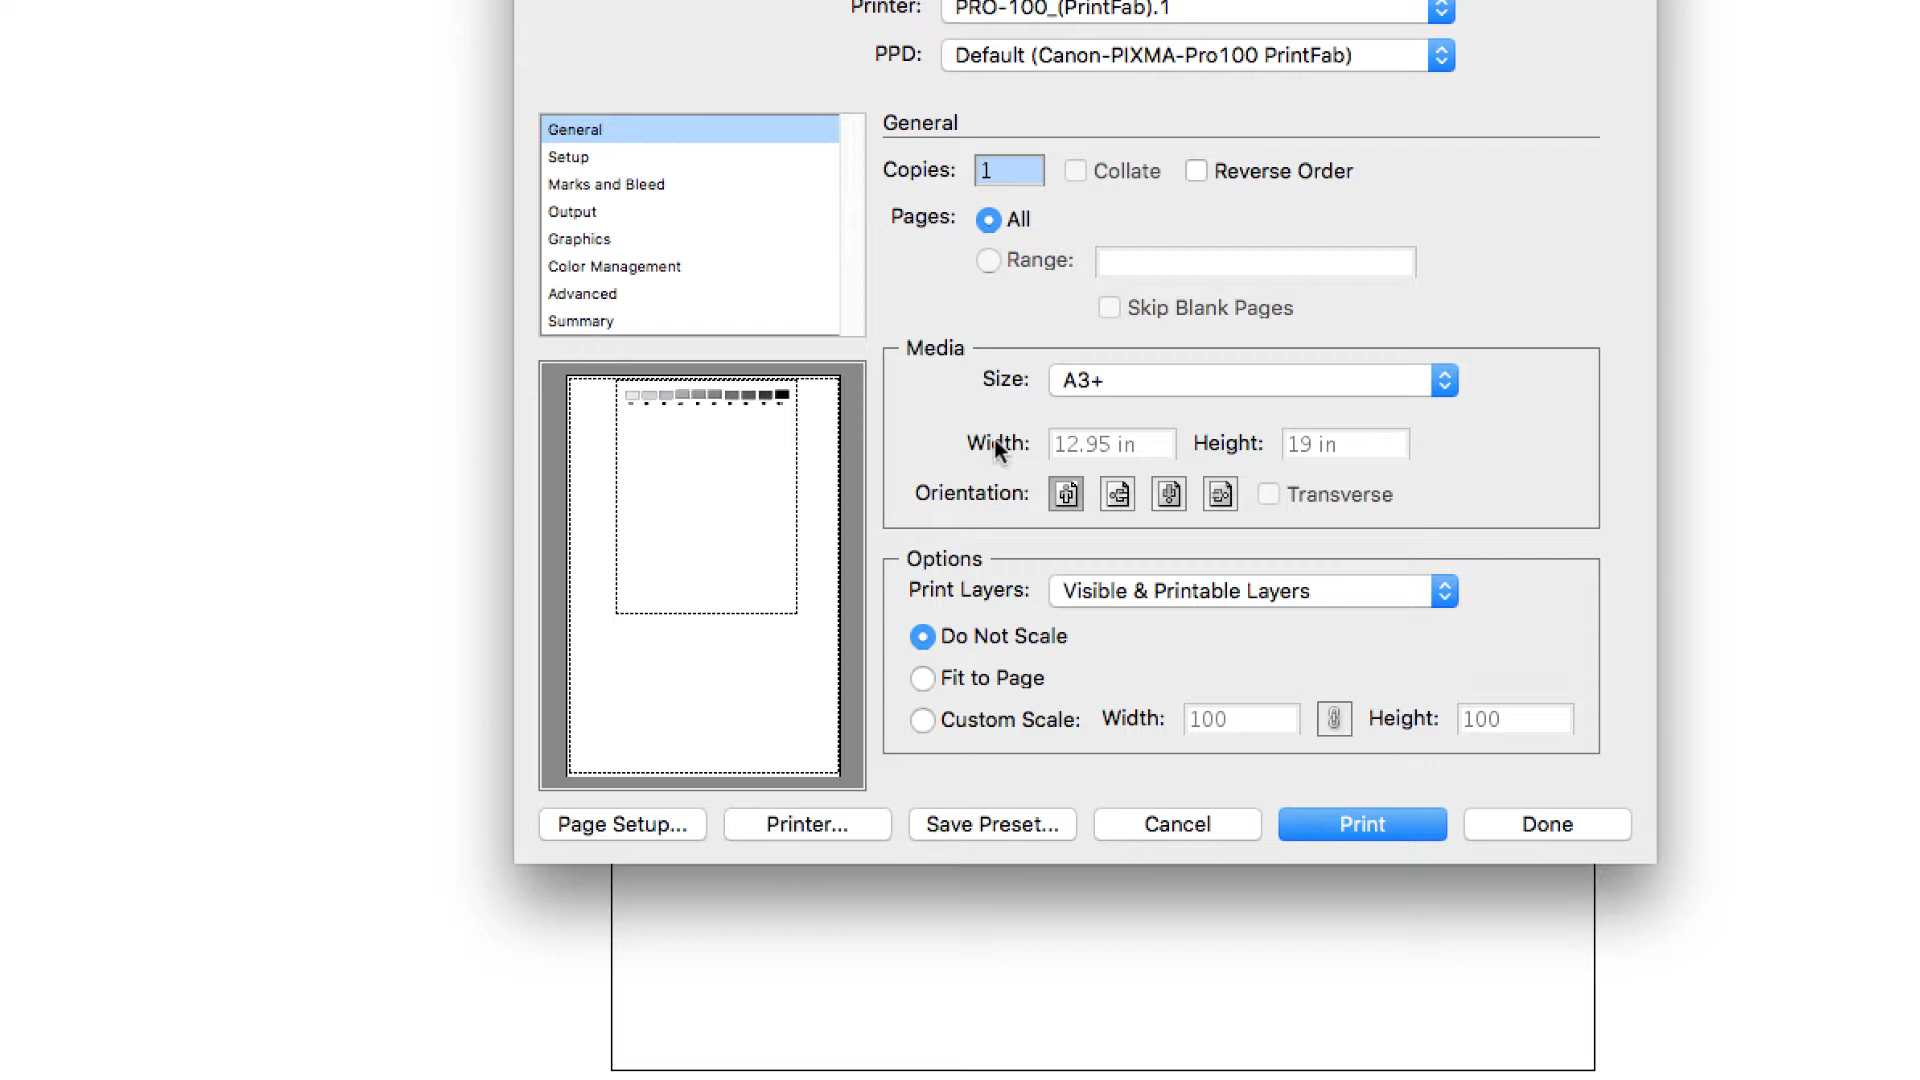 Printer: PRO-100_(PrintFab).1
PPD: Default (Canon-PIXMA-Pro100 PrintFab)
General
Setup
Marks and Bleed
Output
Graphics
Color Management
Advanced
Summary
General
Copies: 1 Collate Reverse Order
Pages: All
Range:
Skip Blank Pages
Media
Size: A3+
Width: 12.95 in Height: 19 in
Orientation: Transverse
Options
Print Layers: Visible & Printable Layers
Do Not Scale
Fit to Page
Custom Scale: Width: 100 Height: 100
Page Setup... Printer... Save Preset... Cancel Print Done